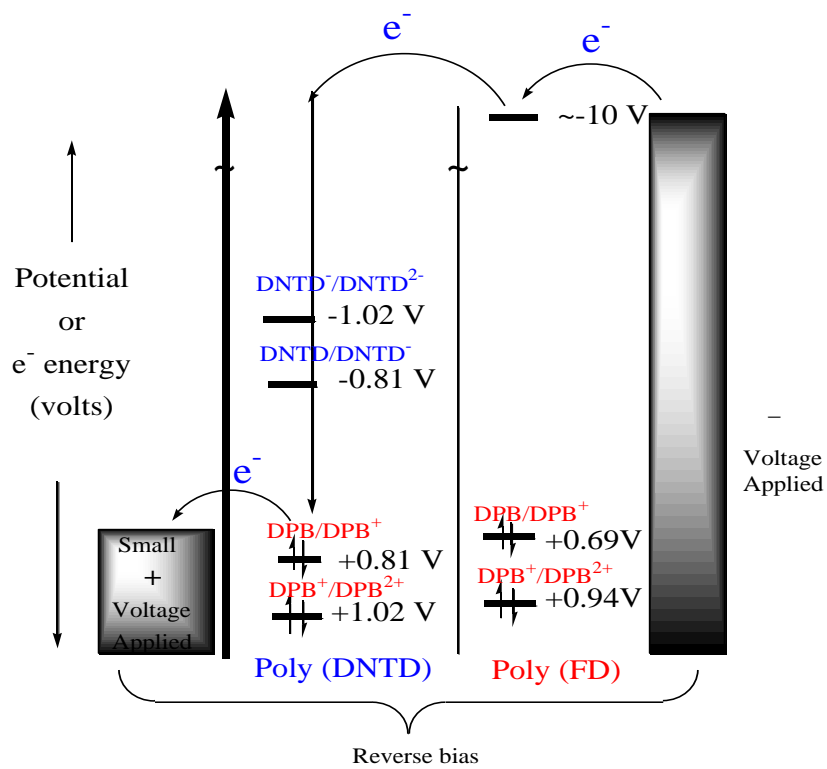 e⁻
e⁻
~-10 V
~
~
Potential
or
e⁻ energy
(volts)
DNTD⁻/DNTD²⁻
-1.02 V
DNTD/DNTD⁻
-0.81 V
–
Voltage
Applied
e⁻
Small
+
Voltage
Applied
DPB/DPB⁺
+0.81 V
DPB⁺/DPB²⁺
+1.02 V
DPB/DPB⁺
+0.69V
DPB⁺/DPB²⁺
+0.94V
Poly (DNTD)
Poly (FD)
Reverse bias